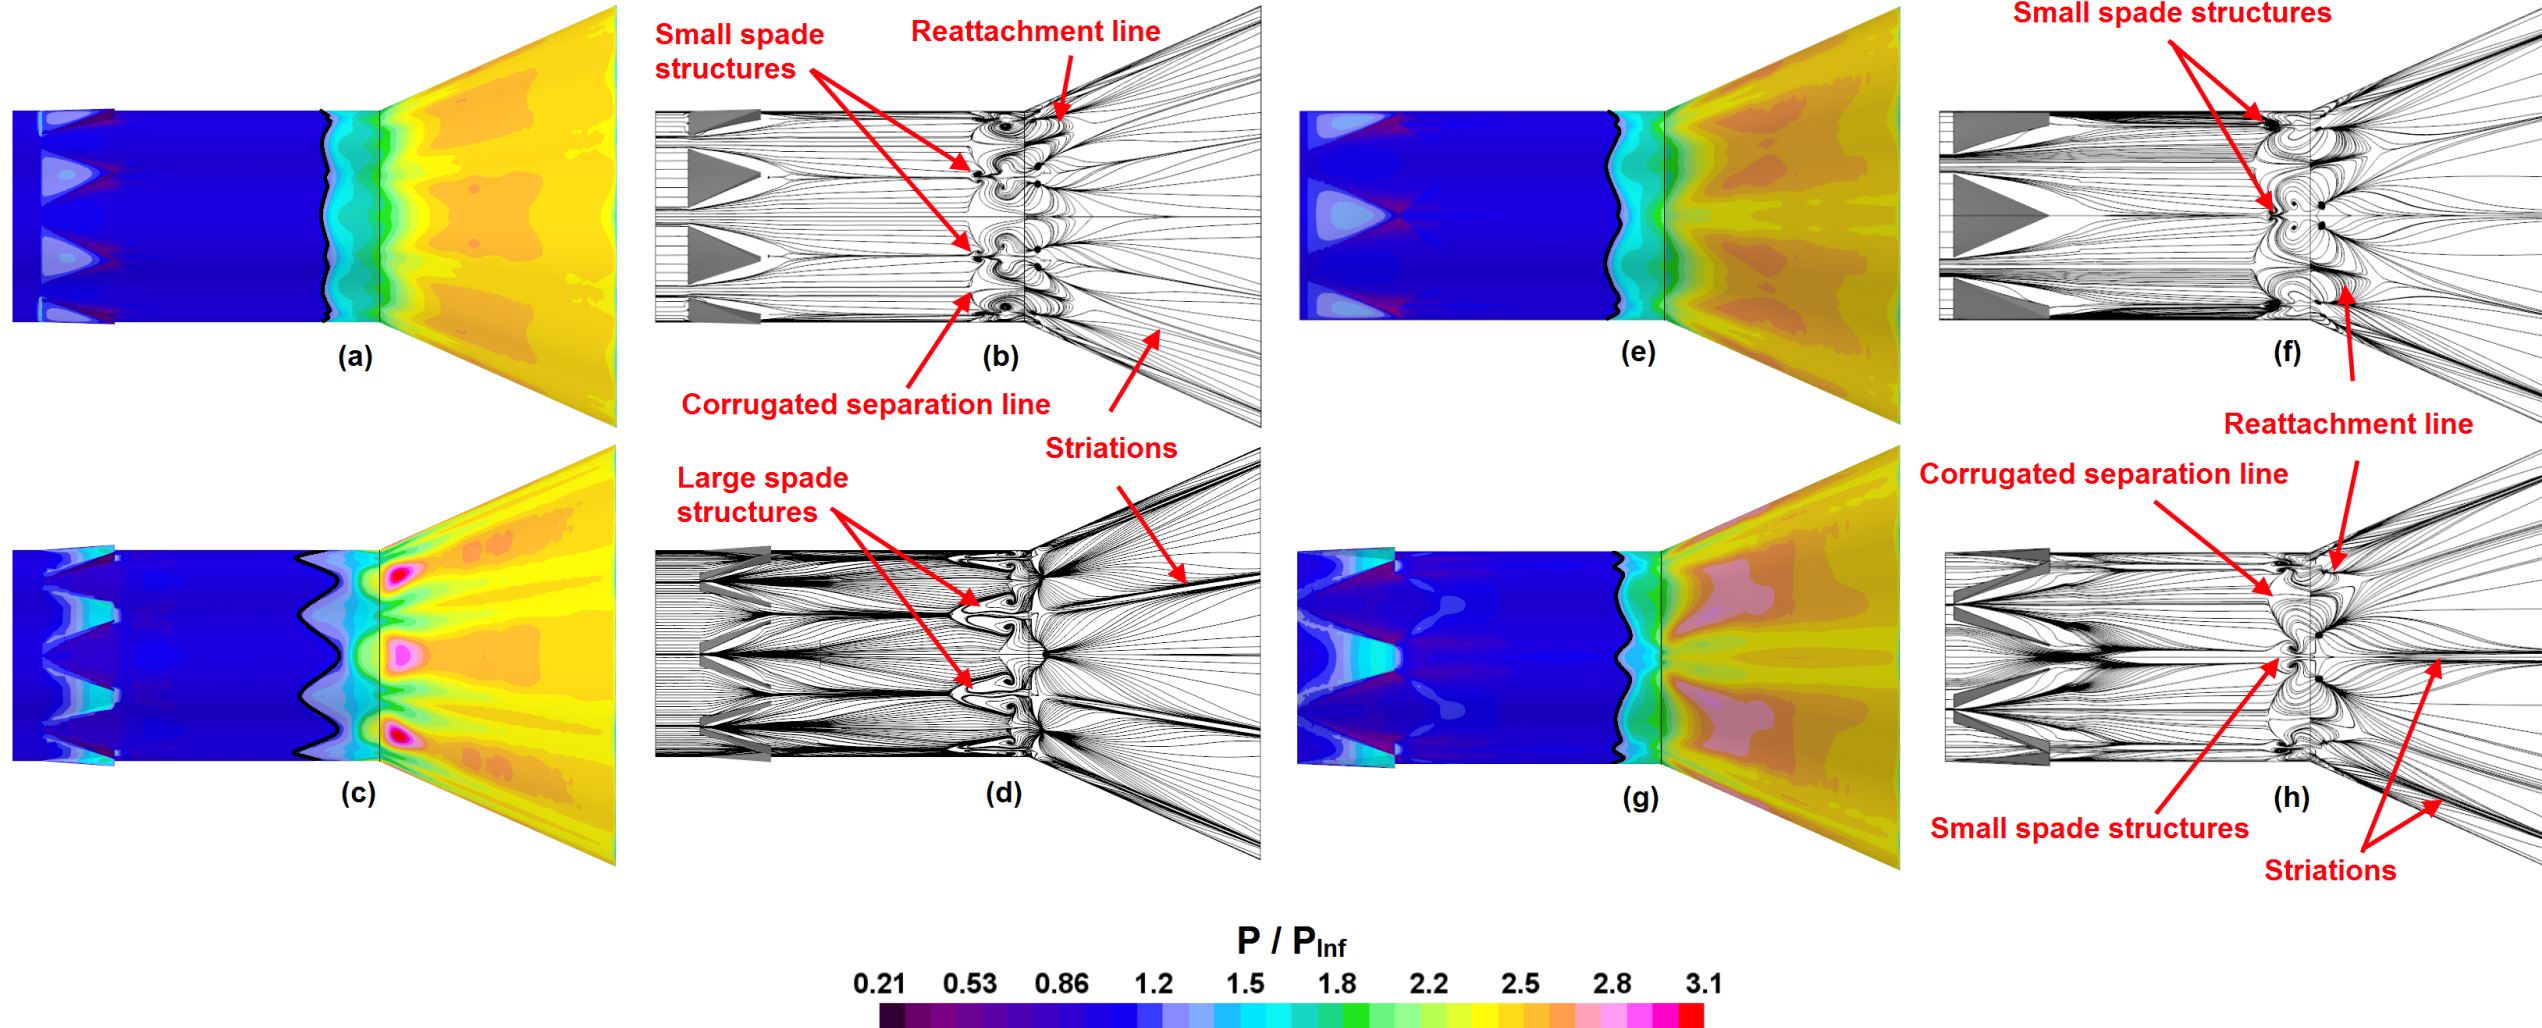 Small spade
structures
Reattachment line
(a)
(b)
Corrugated separation line
Striations
Small spade structures
(e)
(f)
Reattachment line
Large spade
structures
(c)
(d)
Corrugated separation line
(g)
(h)
Small spade structures
Striations
P / PInf
0.21 0.53 0.86 1.2 1.5 1.8 2.2 2.5 2.8 3.1